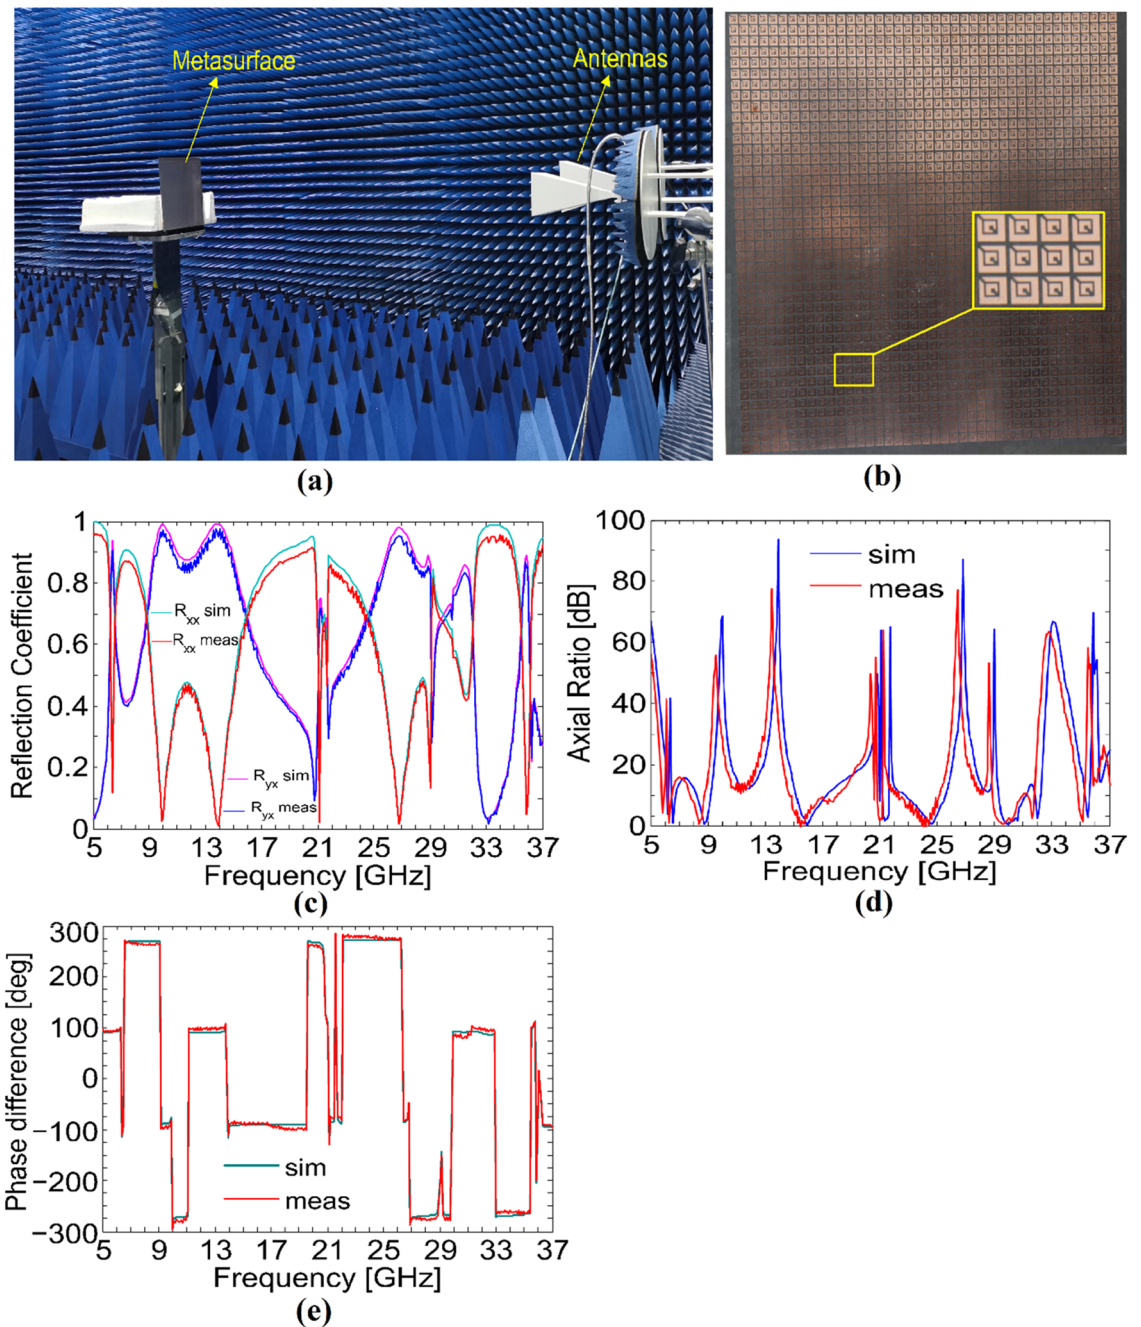 Metasurface
Antennas
(a)
(b)
Reflection Coefficient
1
0.8
0.6
0.4
0.2
0
Rxx sim
Rxx meas
Ryx sim
Ryx meas
5 9 13 17 21 25 29 33 37
Frequency [GHz]
(c)
Axial Ratio [dB]
100
80
60
40
20
0
sim
meas
5 9 13 17 21 25 29 33 37
Frequency [GHz]
(d)
Phase difference [deg]
300
200
100
0
−100
−200
−300
sim
meas
5 9 13 17 21 25 29 33 37
Frequency [GHz]
(e)